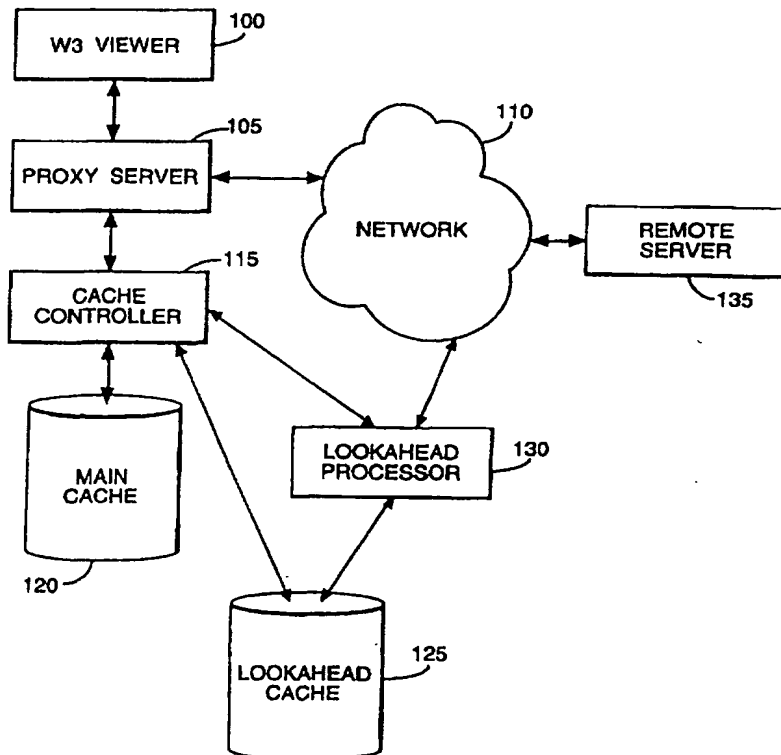 100
W3 VIEWER
105
PROXY SERVER
110
NETWORK
REMOTE
SERVER
135
115
CACHE
CONTROLLER
LOOKAHEAD
PROCESSOR
130
MAIN
CACHE
120
LOOKAHEAD
CACHE
125